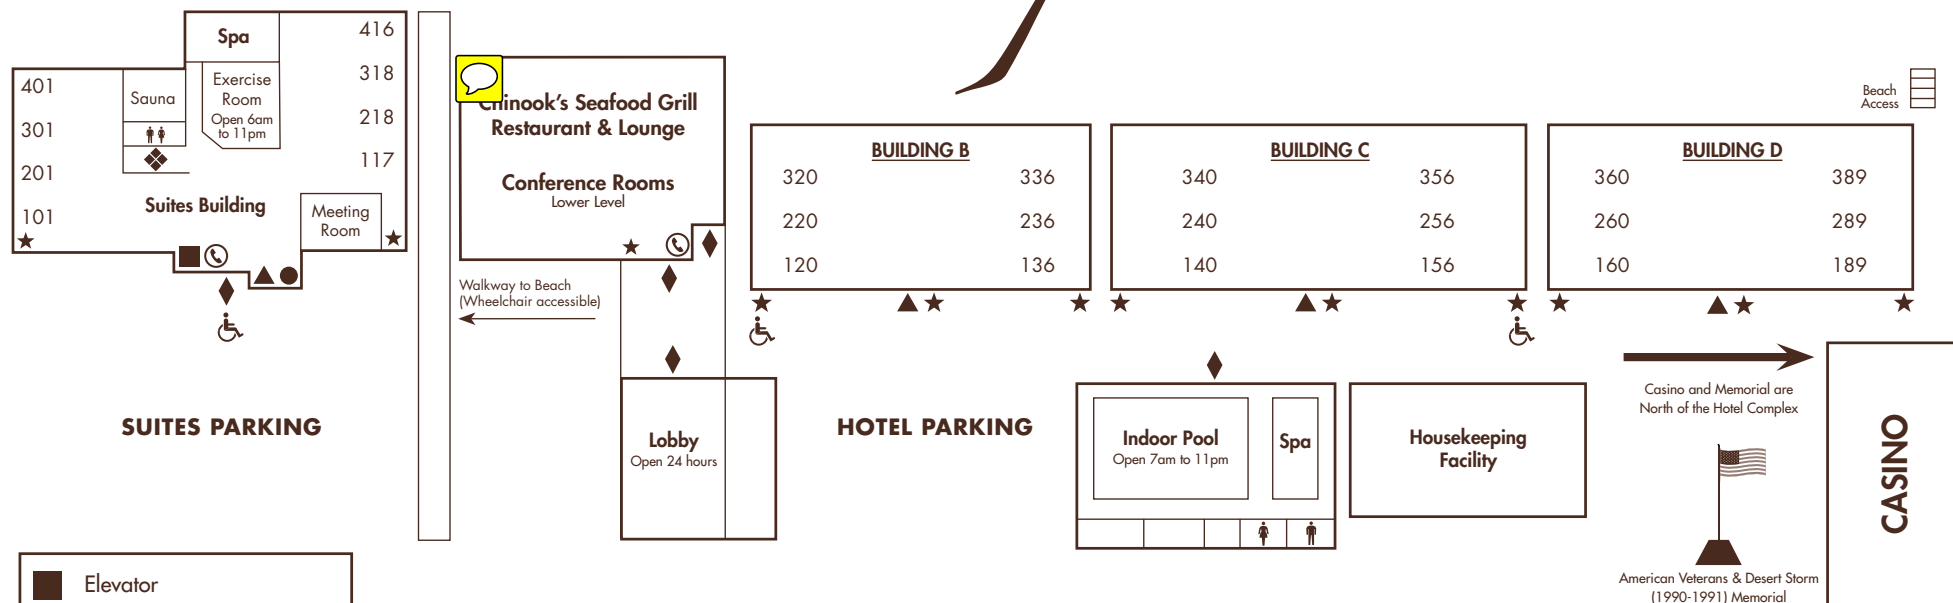 Spa
416
401
Sauna
Exercise
Room
Open 6am
to 11pm
318
301
218
201
117
Suites Building
101
Meeting
Room
Chinook's Seafood Grill
Restaurant & Lounge
Conference Rooms
Lower Level
Walkway to Beach
(Wheelchair accessible)
BUILDING B
320 336
220 236
120 136
BUILDING C
340 356
240 256
140 156
BUILDING D
360 389
260 289
160 189
Beach
Access
SUITES PARKING
Lobby
Open 24 hours
HOTEL PARKING
Indoor Pool
Open 7am to 11pm
Spa
Housekeeping
Facility
Casino and Memorial are
North of the Hotel Complex
CASINO
American Veterans & Desert Storm
(1990-1991) Memorial
Elevator